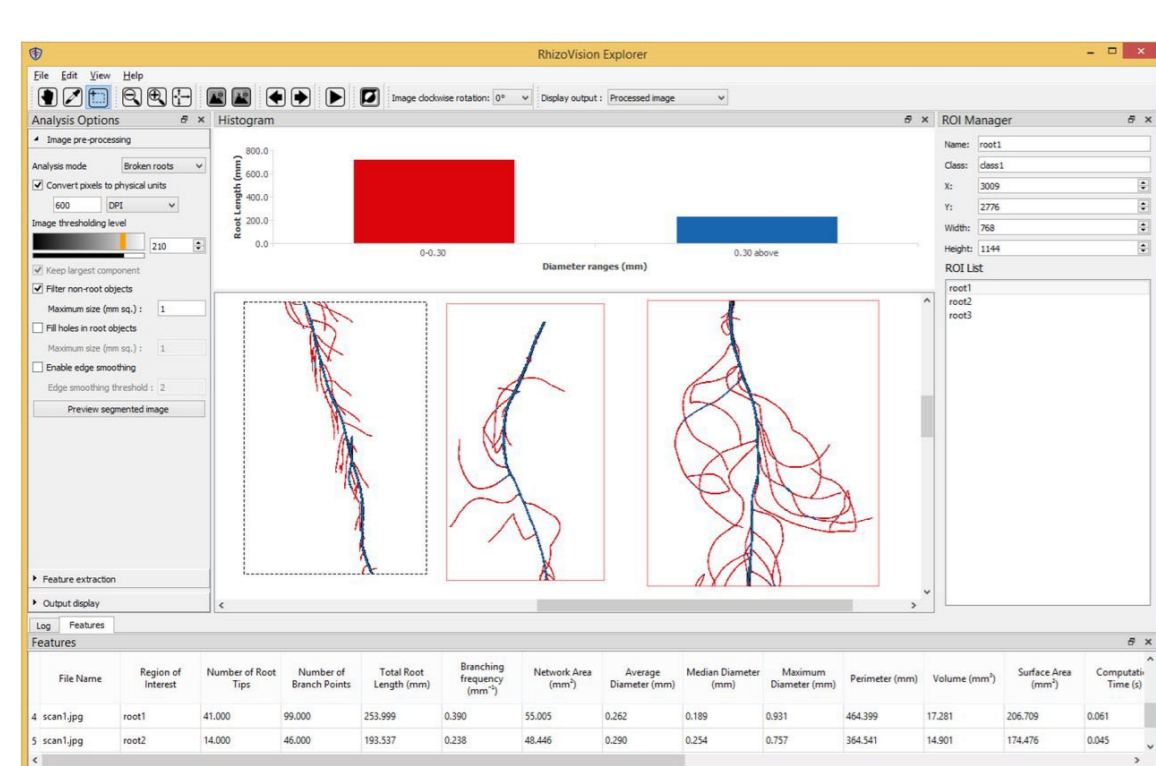 RhizoVision Explorer
File Edit View Help
Image clockwise rotation: 0° Display output : Processed image
Analysis Options
Image pre-processing
Analysis mode Broken roots
Convert pixels to physical units
600 DPI
Image thresholding level
210
Keep largest component
Filter non-root objects
Maximum size (mm sq.) : 1
Fill holes in root objects
Maximum size (mm sq.) : 1
Enable edge smoothing
Edge smoothing threshold : 2
Preview segmented image
Feature extraction
Output display
Histogram
Root Length (mm)
800.0
600.0
400.0
200.0
0.0
0-0.30 0.30 above
Diameter ranges (mm)
ROI Manager
Name: root1
Class: class1
X: 3009
Y: 2776
Width: 768
Height: 1144
ROI List
root1
root2
root3
Log Features
Features
File Name Region of Interest Number of Root Tips Number of Branch Points Total Root Length (mm) Branching frequency (mm⁻¹) Network Area (mm²) Average Diameter (mm) Median Diameter (mm) Maximum Diameter (mm) Perimeter (mm) Volume (mm³) Surface Area (mm²) Computati Time (s)
4 scan1.jpg root1 41.000 99.000 253.999 0.390 55.005 0.262 0.189 0.931 464.399 17.281 206.709 0.061
5 scan1.jpg root2 14.000 46.000 193.537 0.238 48.446 0.290 0.254 0.757 364.541 14.901 174.476 0.045